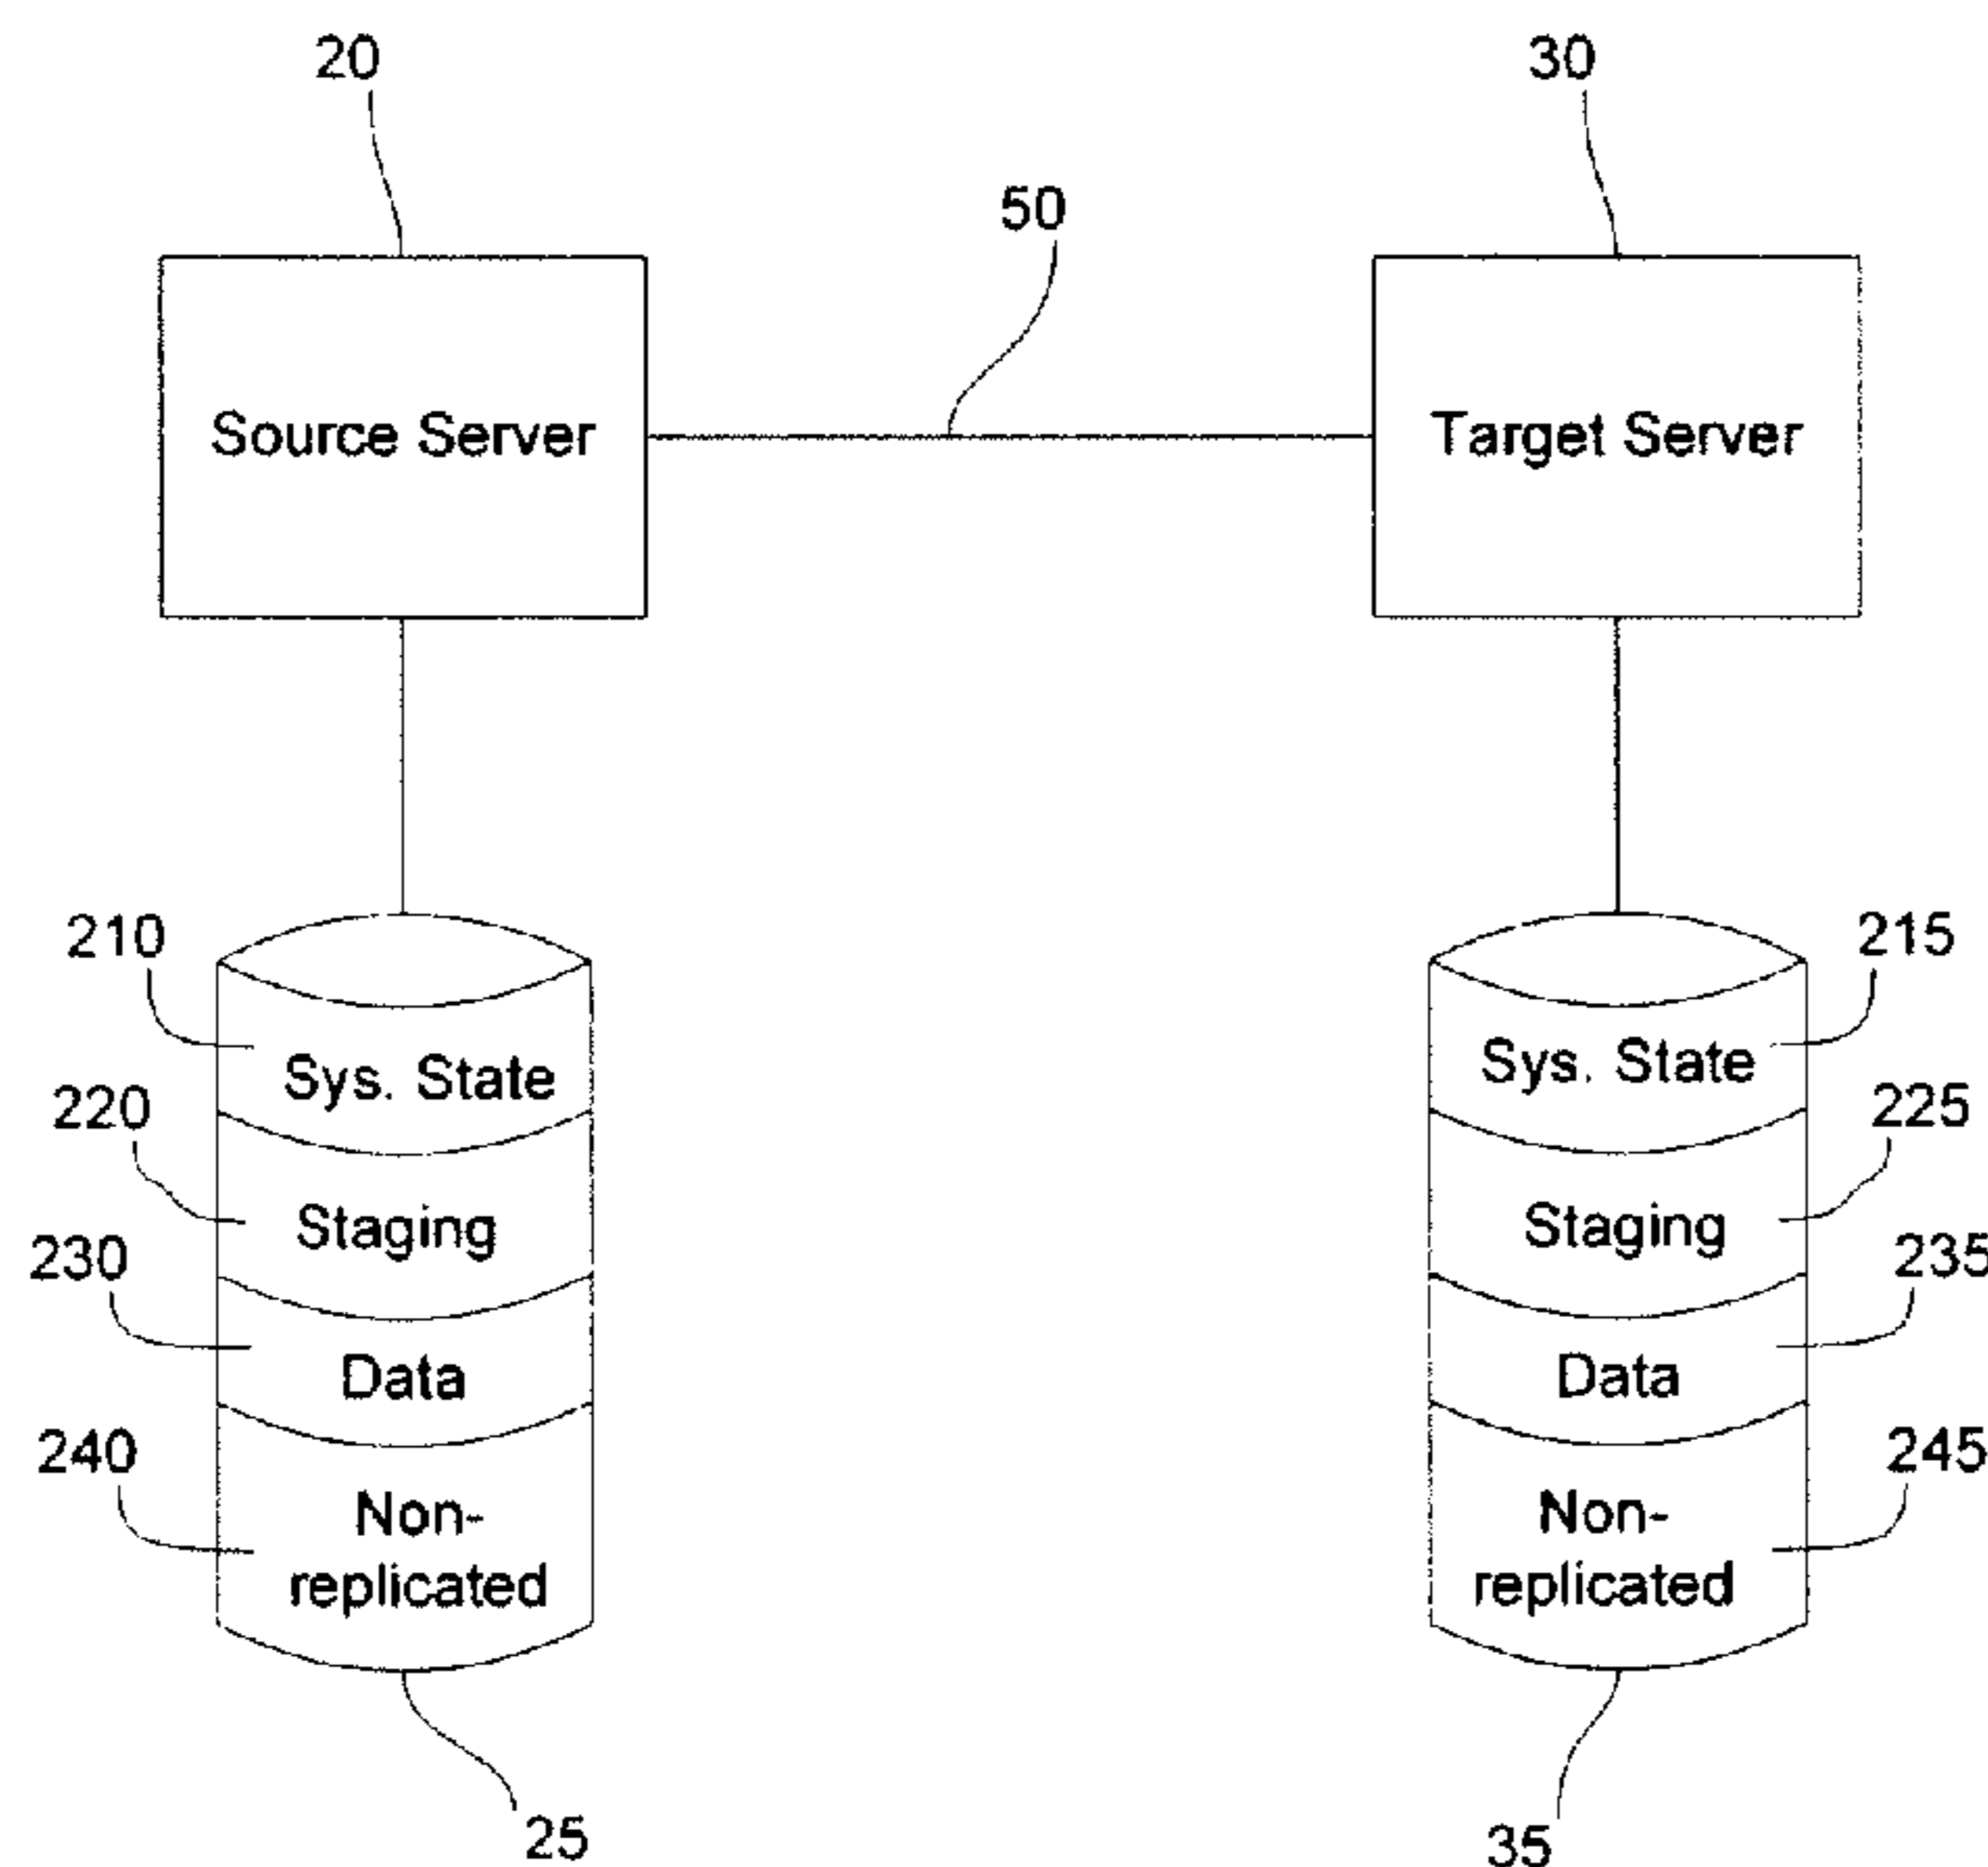 20
30
50
Source Server
Target Server
210
215
Sys. State
Sys. State
220
225
Staging
Staging
230
235
Data
Data
240
245
Non-
replicated
Non-
replicated
25
35